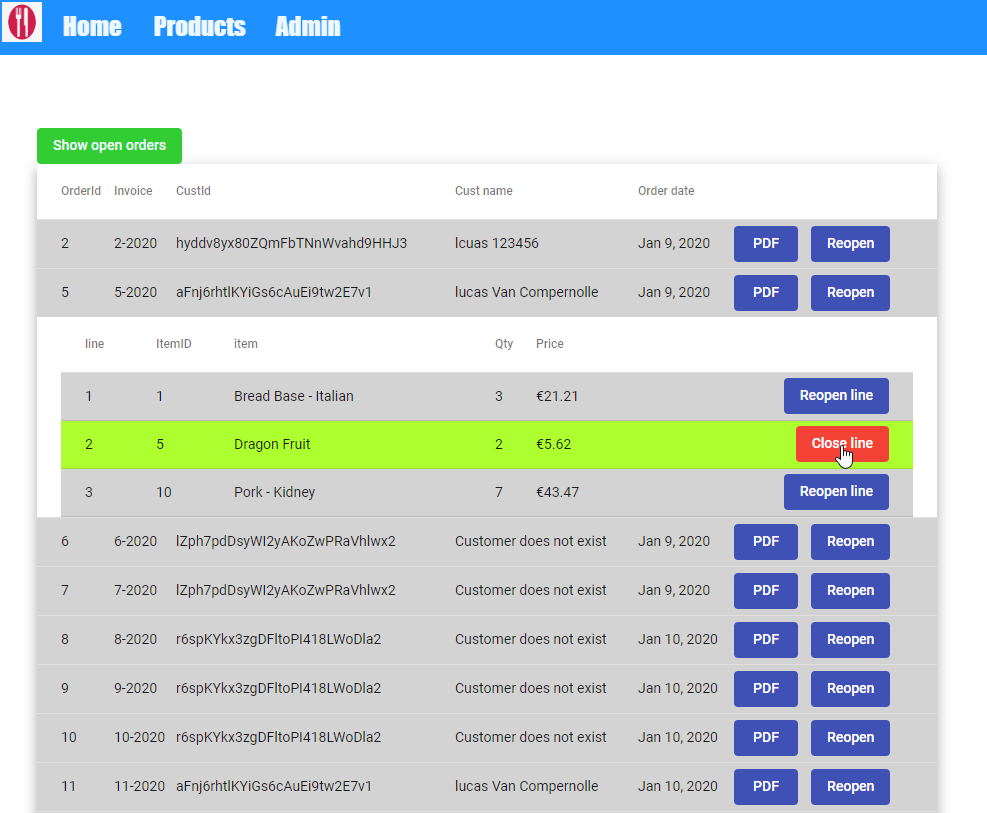 Home Products Admin
Show open orders
OrderId Invoice CustId Cust name Order date
2 2-2020 hyddv8yx80ZQmFbTNnWvahd9HHJ3 lcuas 123456 Jan 9, 2020 PDF Reopen
5 5-2020 aFnj6rhtlKYiGs6cAuEi9tw2E7v1 lucas Van Compernolle Jan 9, 2020 PDF Reopen
line ItemID item Qty Price
1 1 Bread Base - Italian 3 €21.21 Reopen line
2 5 Dragon Fruit 2 €5.62 Close line
3 10 Pork - Kidney 7 €43.47 Reopen line
6 6-2020 lZph7pdDsyWI2yAKoZwPRaVhlwx2 Customer does not exist Jan 9, 2020 PDF Reopen
7 7-2020 lZph7pdDsyWI2yAKoZwPRaVhlwx2 Customer does not exist Jan 9, 2020 PDF Reopen
8 8-2020 r6spKYkx3zgDFltoPI418LWoDla2 Customer does not exist Jan 10, 2020 PDF Reopen
9 9-2020 r6spKYkx3zgDFltoPI418LWoDla2 Customer does not exist Jan 10, 2020 PDF Reopen
10 10-2020 r6spKYkx3zgDFltoPI418LWoDla2 Customer does not exist Jan 10, 2020 PDF Reopen
11 11-2020 aFnj6rhtlKYiGs6cAuEi9tw2E7v1 lucas Van Compernolle Jan 10, 2020 PDF Reopen